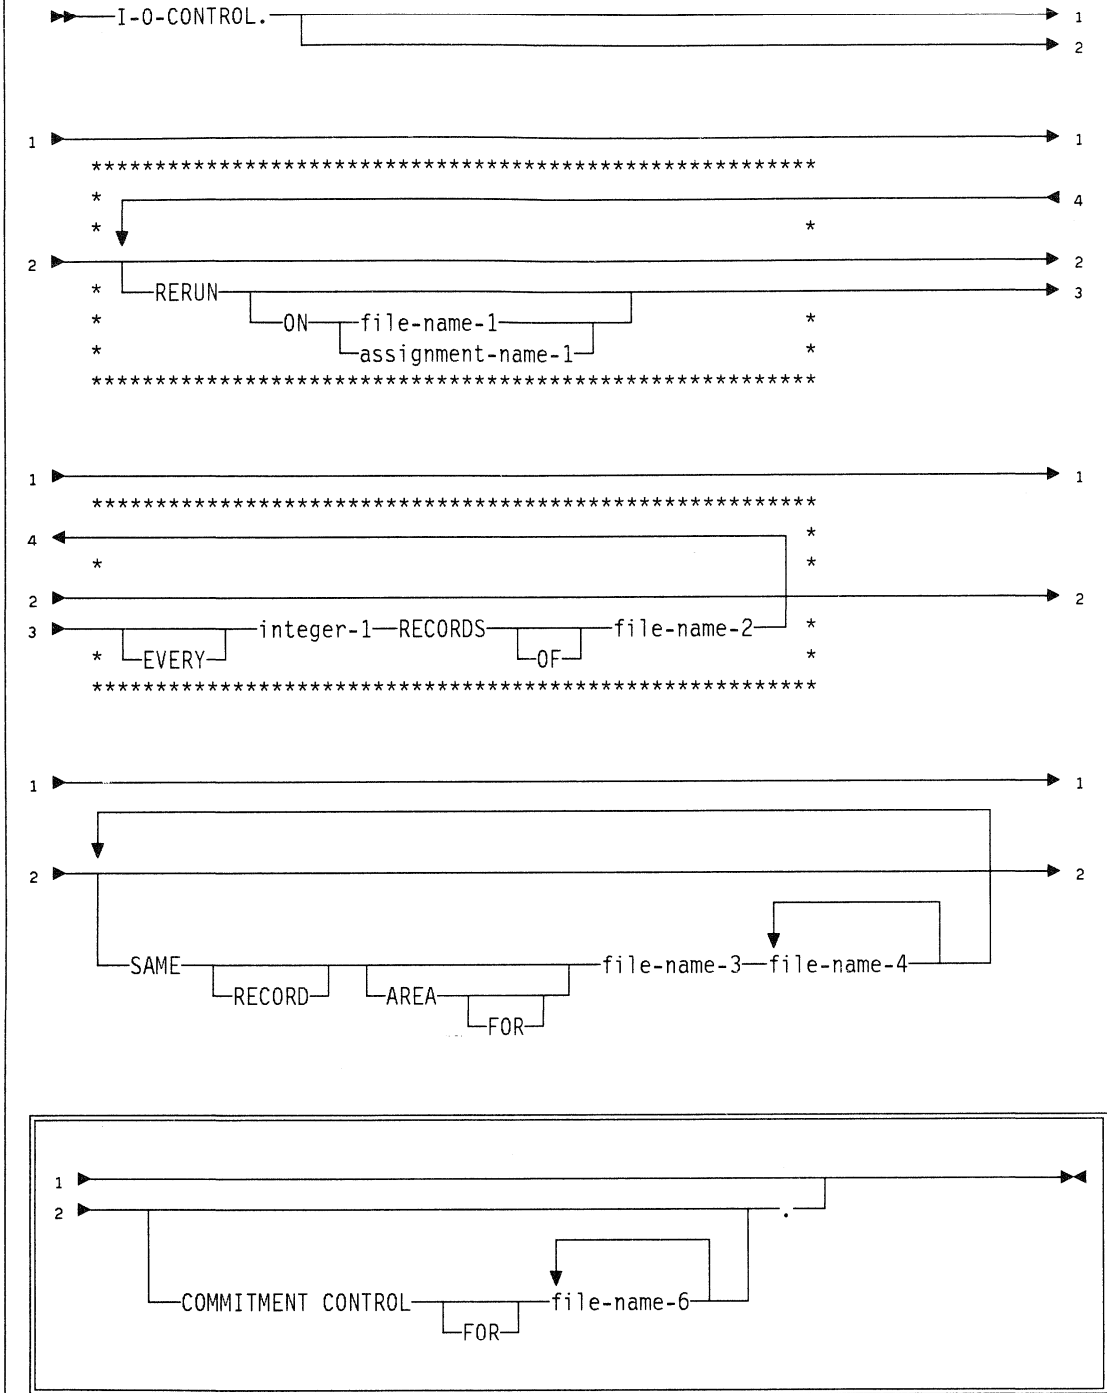 I-O-CONTROL. 1
2
1 1
*********************************************************
* 4
* *
2 2
* RERUN 3
* ON file-name-1 *
* assignment-name-1 *
*********************************************************
1 1
*********************************************************
4 *
* *
2 2
3 integer-1 RECORDS file-name-2 *
* EVERY OF *
*********************************************************
1 1
2 2
SAME file-name-3 file-name-4
RECORD AREA
FOR
1
2 .
COMMITMENT CONTROL file-name-6
FOR